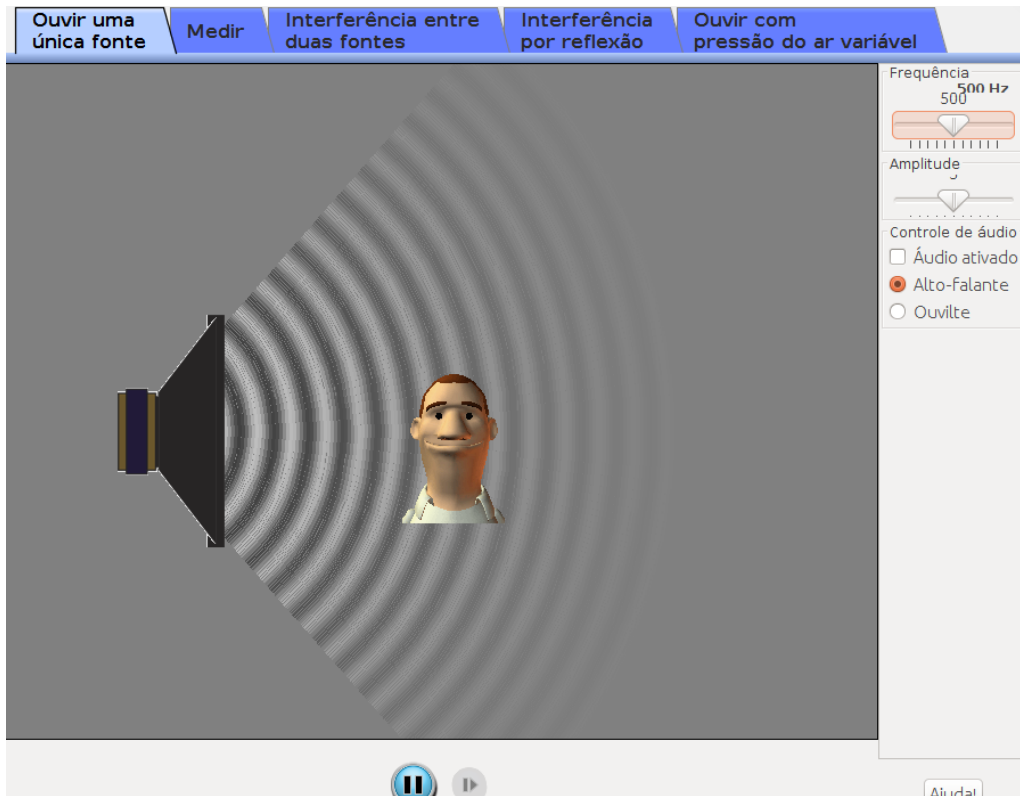 Ouvir uma
única fonte
Medir
Interferência entre
duas fontes
Interferência
por reflexão
Ouvir com
pressão do ar variável
Frequência
500 Hz
500
Amplitude
Controle de áudio
Áudio ativado
Alto-falante
Ouvilte
Ajuda!